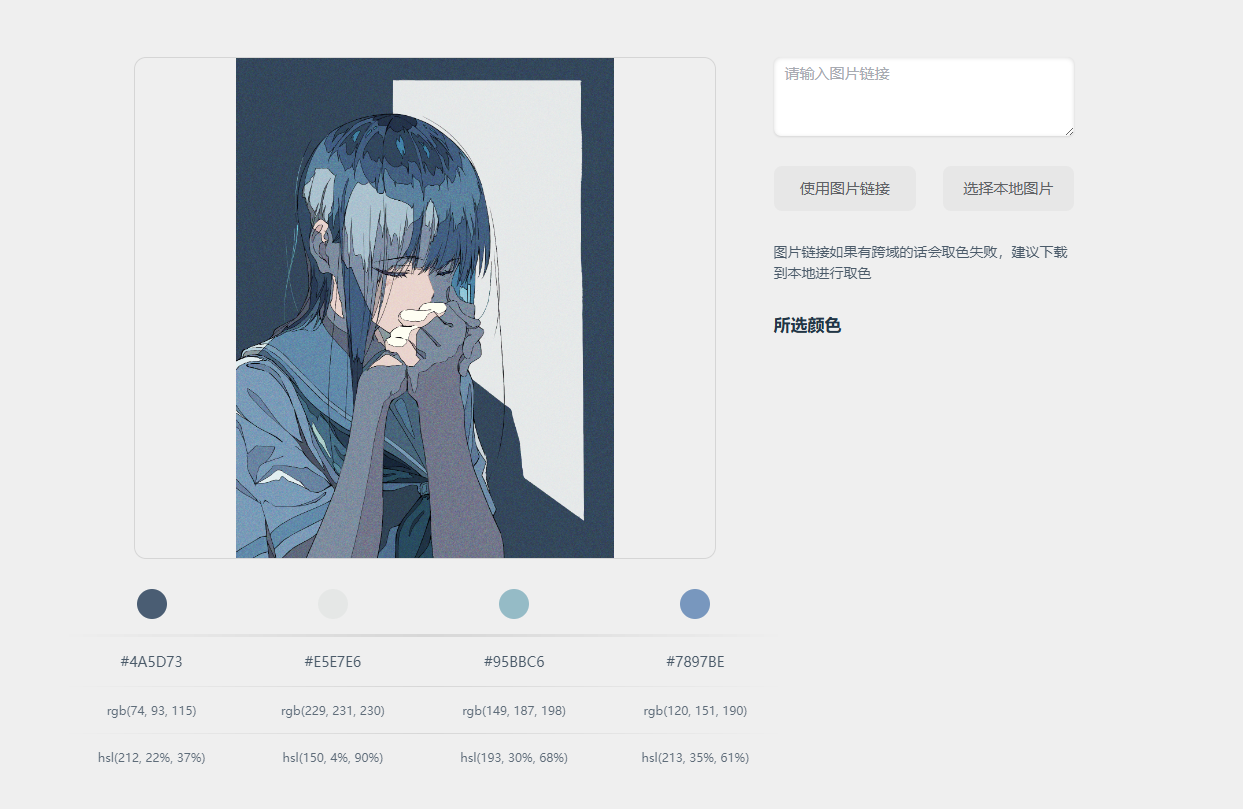 请输入图片链接
使用图片链接 选择本地图片
图片链接如果有跨域的话会取色失败，建议下载
到本地进行取色
所选颜色
#4A5D73 #E5E7E6 #95BBC6 #7897BE
rgb(74, 93, 115) rgb(229, 231, 230) rgb(149, 187, 198) rgb(120, 151, 190)
hsl(212, 22%, 37%) hsl(150, 4%, 90%) hsl(193, 30%, 68%) hsl(213, 35%, 61%)